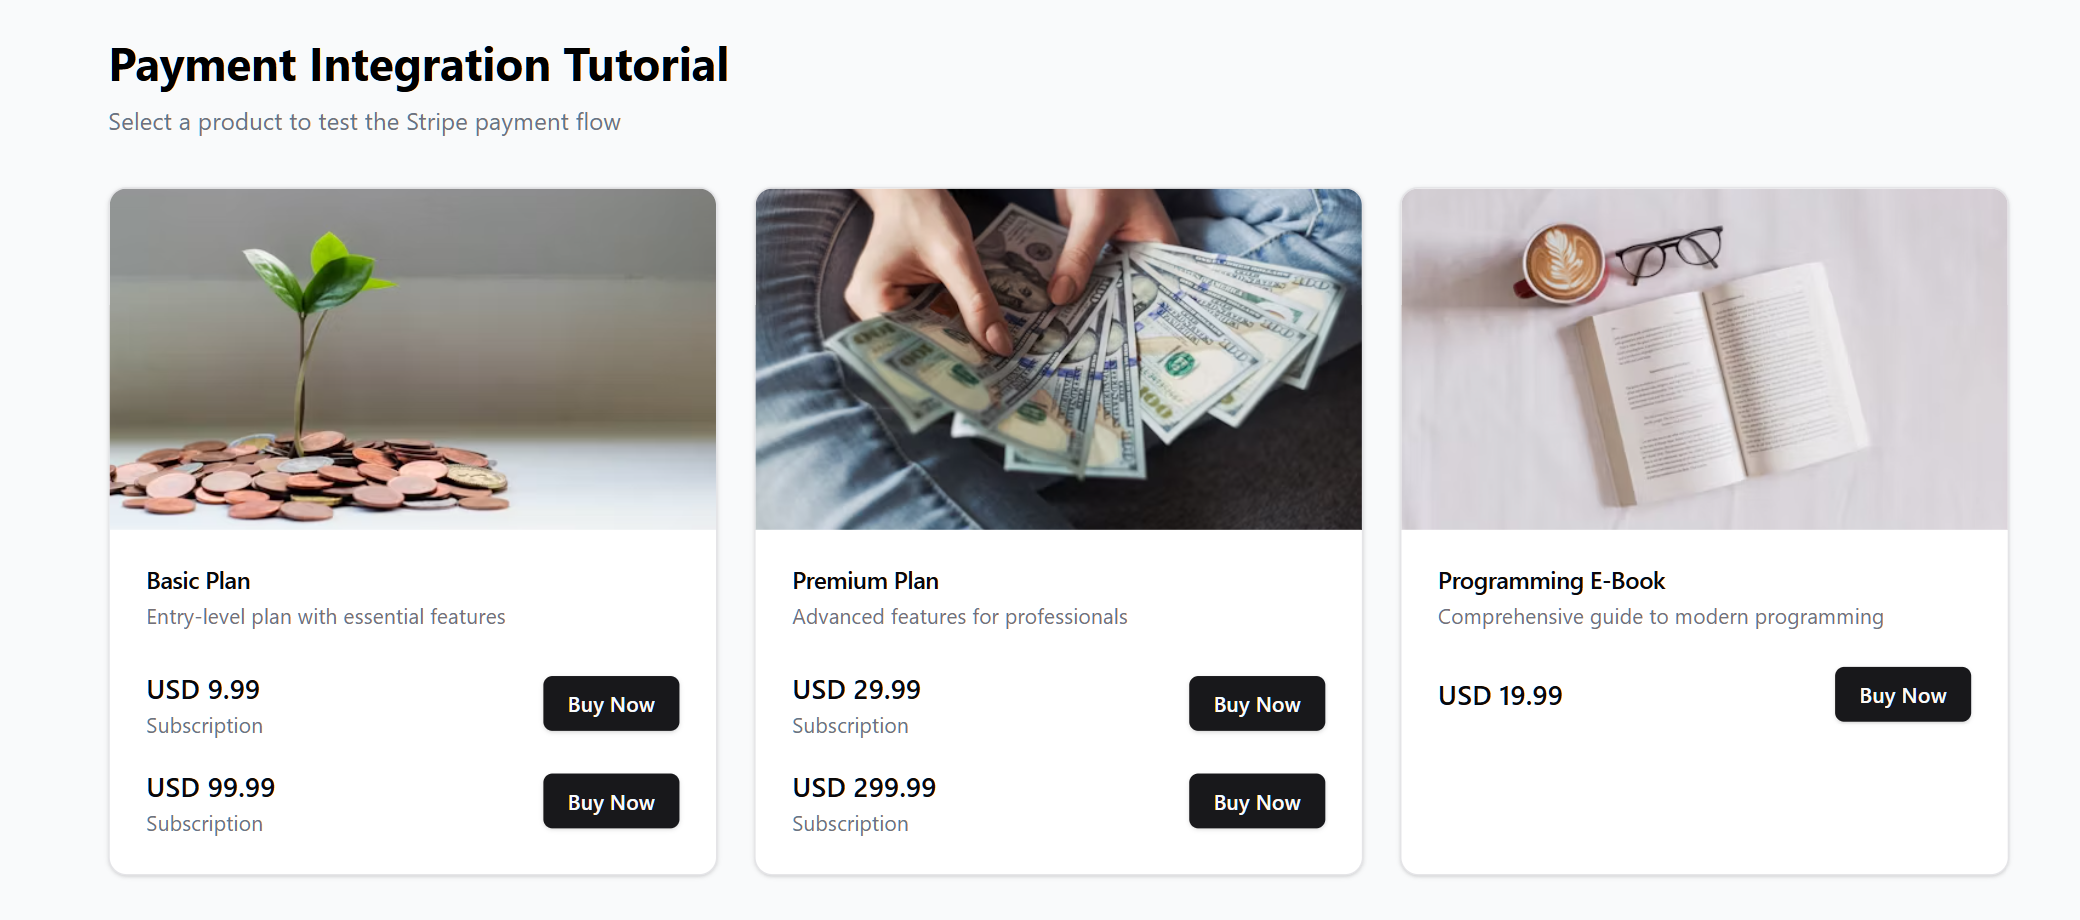 Payment Integration Tutorial
Select a product to test the Stripe payment flow
Basic Plan
Entry-level plan with essential features
USD 9.99
Subscription
Buy Now
USD 99.99
Subscription
Buy Now
Premium Plan
Advanced features for professionals
USD 29.99
Subscription
Buy Now
USD 299.99
Subscription
Buy Now
Programming E-Book
Comprehensive guide to modern programming
USD 19.99
Buy Now